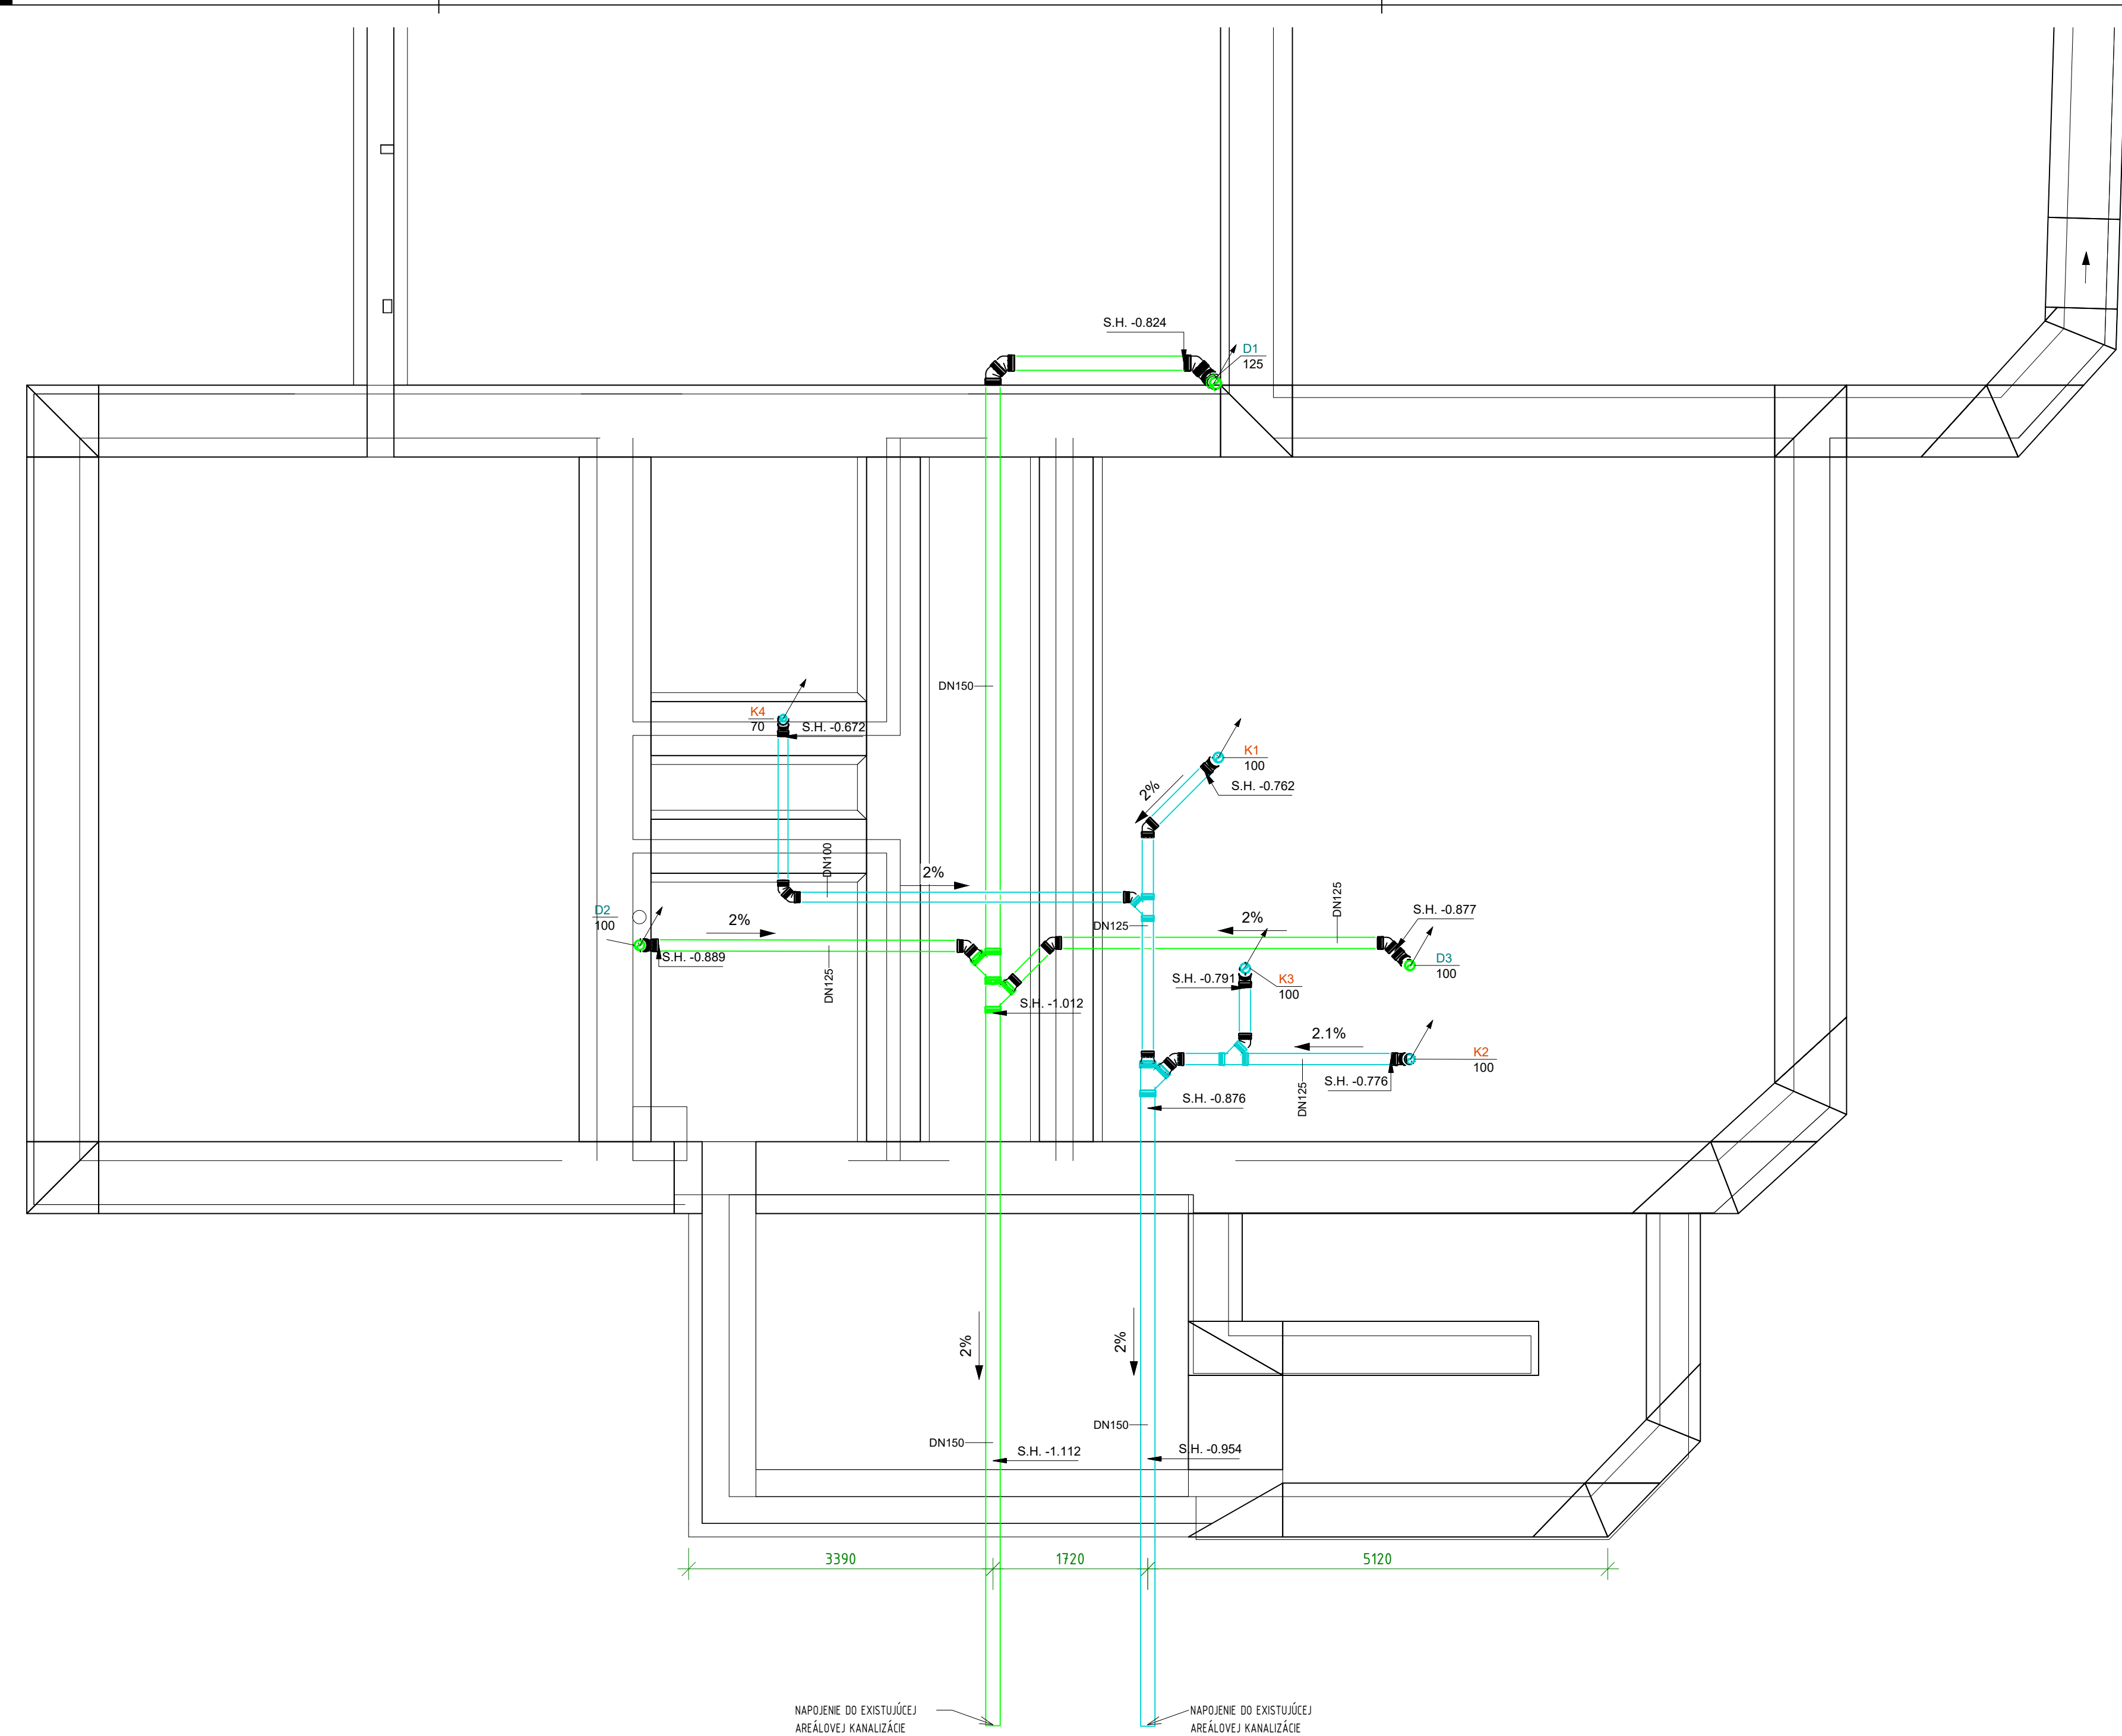 S.H. -0.824
D1
125
DN150
K4
70
S.H. -0.672
K1
100
S.H. -0.762
2%
DN100
2%
D2
100
2%
S.H. -0.889
DN125
DN125
2%
DN125
S.H. -0.877
D3
100
S.H. -0.791
K3
100
S.H. -1.012
2.1%
K2
100
S.H. -0.776
DN125
S.H. -0.876
2%
2%
DN150
DN150
S.H. -1.112
S.H. -0.954
3390
1720
5120
NAPOJENIE DO EXISTUJÚCEJ
AREÁLOVEJ KANALIZÁCIE
NAPOJENIE DO EXISTUJÚCEJ
AREÁLOVEJ KANALIZÁCIE